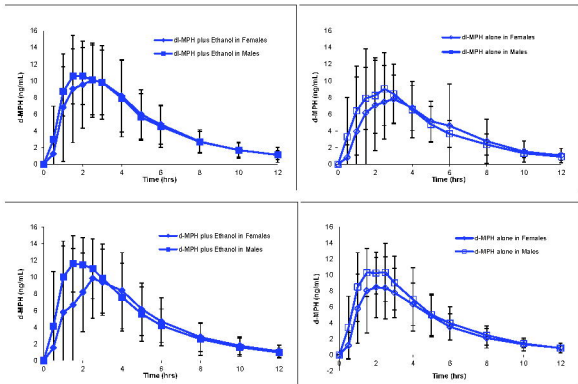 d-MPH (ng/mL)
16
14
12
10
8
6
4
2
0
0 2 4 6 8 10 12
Time (hrs)
dl-MPH plus Ethanol in Females
dl-MPH plus Ethanol in Males
d-MPH (ng/mL)
16
14
12
10
8
6
4
2
0
0 2 4 6 8 10 12
Time (hrs)
dl-MPH alone in Females
dl-MPH alone in Males
d-MPH (ng/mL)
16
14
12
10
8
6
4
2
0
0 2 4 6 8 10 12
Time (hrs)
d-MPH plus Ethanol in Females
d-MPH plus Ethanol in Males
d-MPH (ng/mL)
16
14
12
10
8
6
4
2
0
-2
0 2 4 6 8 10 12
Time (hrs)
d-MPH alone in Females
d-MPH alone in Males